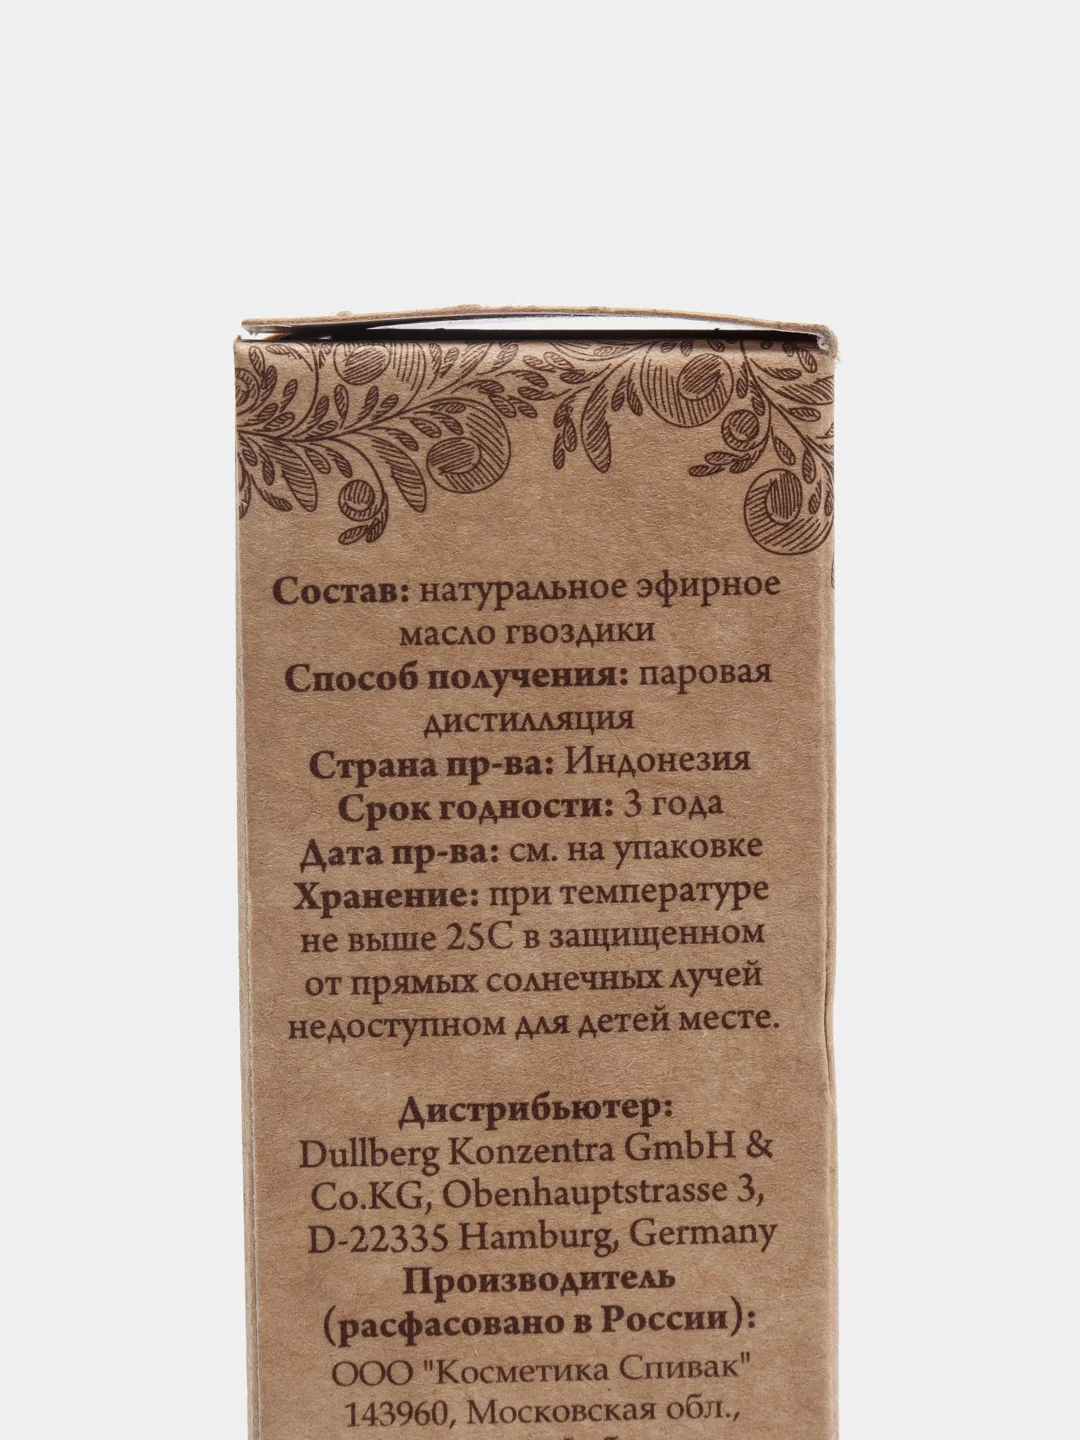 Состав: натуральное эфирное
масло гвоздики
Способ получения: паровая
дистилляция
Страна пр-ва: Индонезия
Срок годности: 3 года
Дата пр-ва: см. на упаковке
Хранение: при температуре
не выше 25С в защищенном
от прямых солнечных лучей
недоступном для детей месте.
Дистрибьютер:
Dullberg Konzentra GmbH &
Co.KG, Obenhauptstrasse 3,
D-22335 Hamburg, Germany
Производитель
(расфасовано в России):
ООО "Косметика Спивак"
143960, Московская обл.,